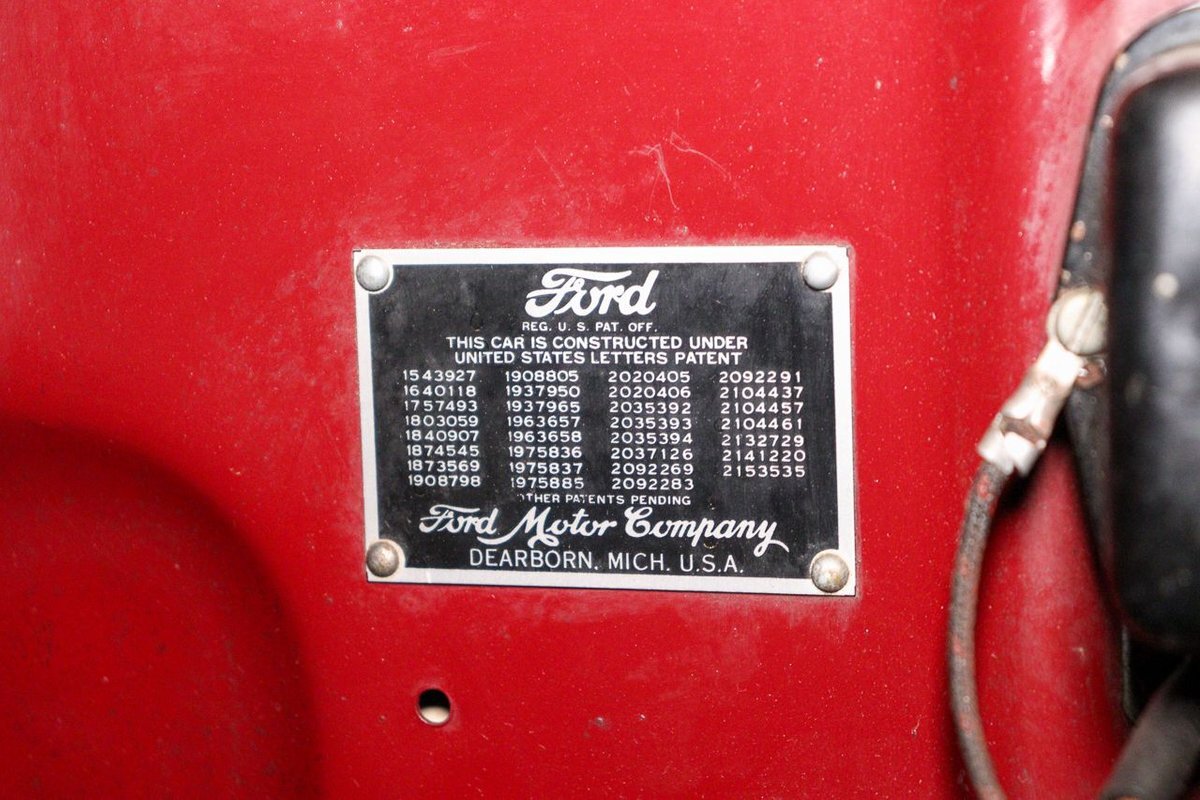 Ford
REG. U. S. PAT. OFF.
THIS CAR IS CONSTRUCTED UNDER
UNITED STATES LETTERS PATENT
1543927 1908805 2020405 2092291
1640118 1937950 2020406 2104437
1757493 1937965 2035392 2104457
1803059 1963657 2035393 2104461
1840907 1963658 2035394 2132729
1874545 1975836 2037126 2141220
1873569 1975837 2092269 2153535
1908798 1975885 2092283
OTHER PATENTS PENDING
Ford Motor Company
DEARBORN, MICH. U.S.A.